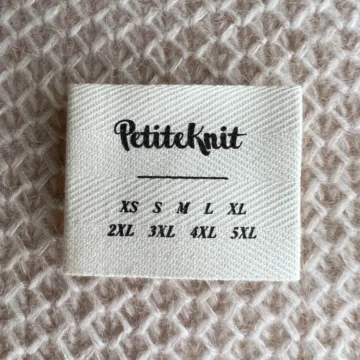 PetiteKnit
XS S M L XL
2XL 3XL 4XL 5XL